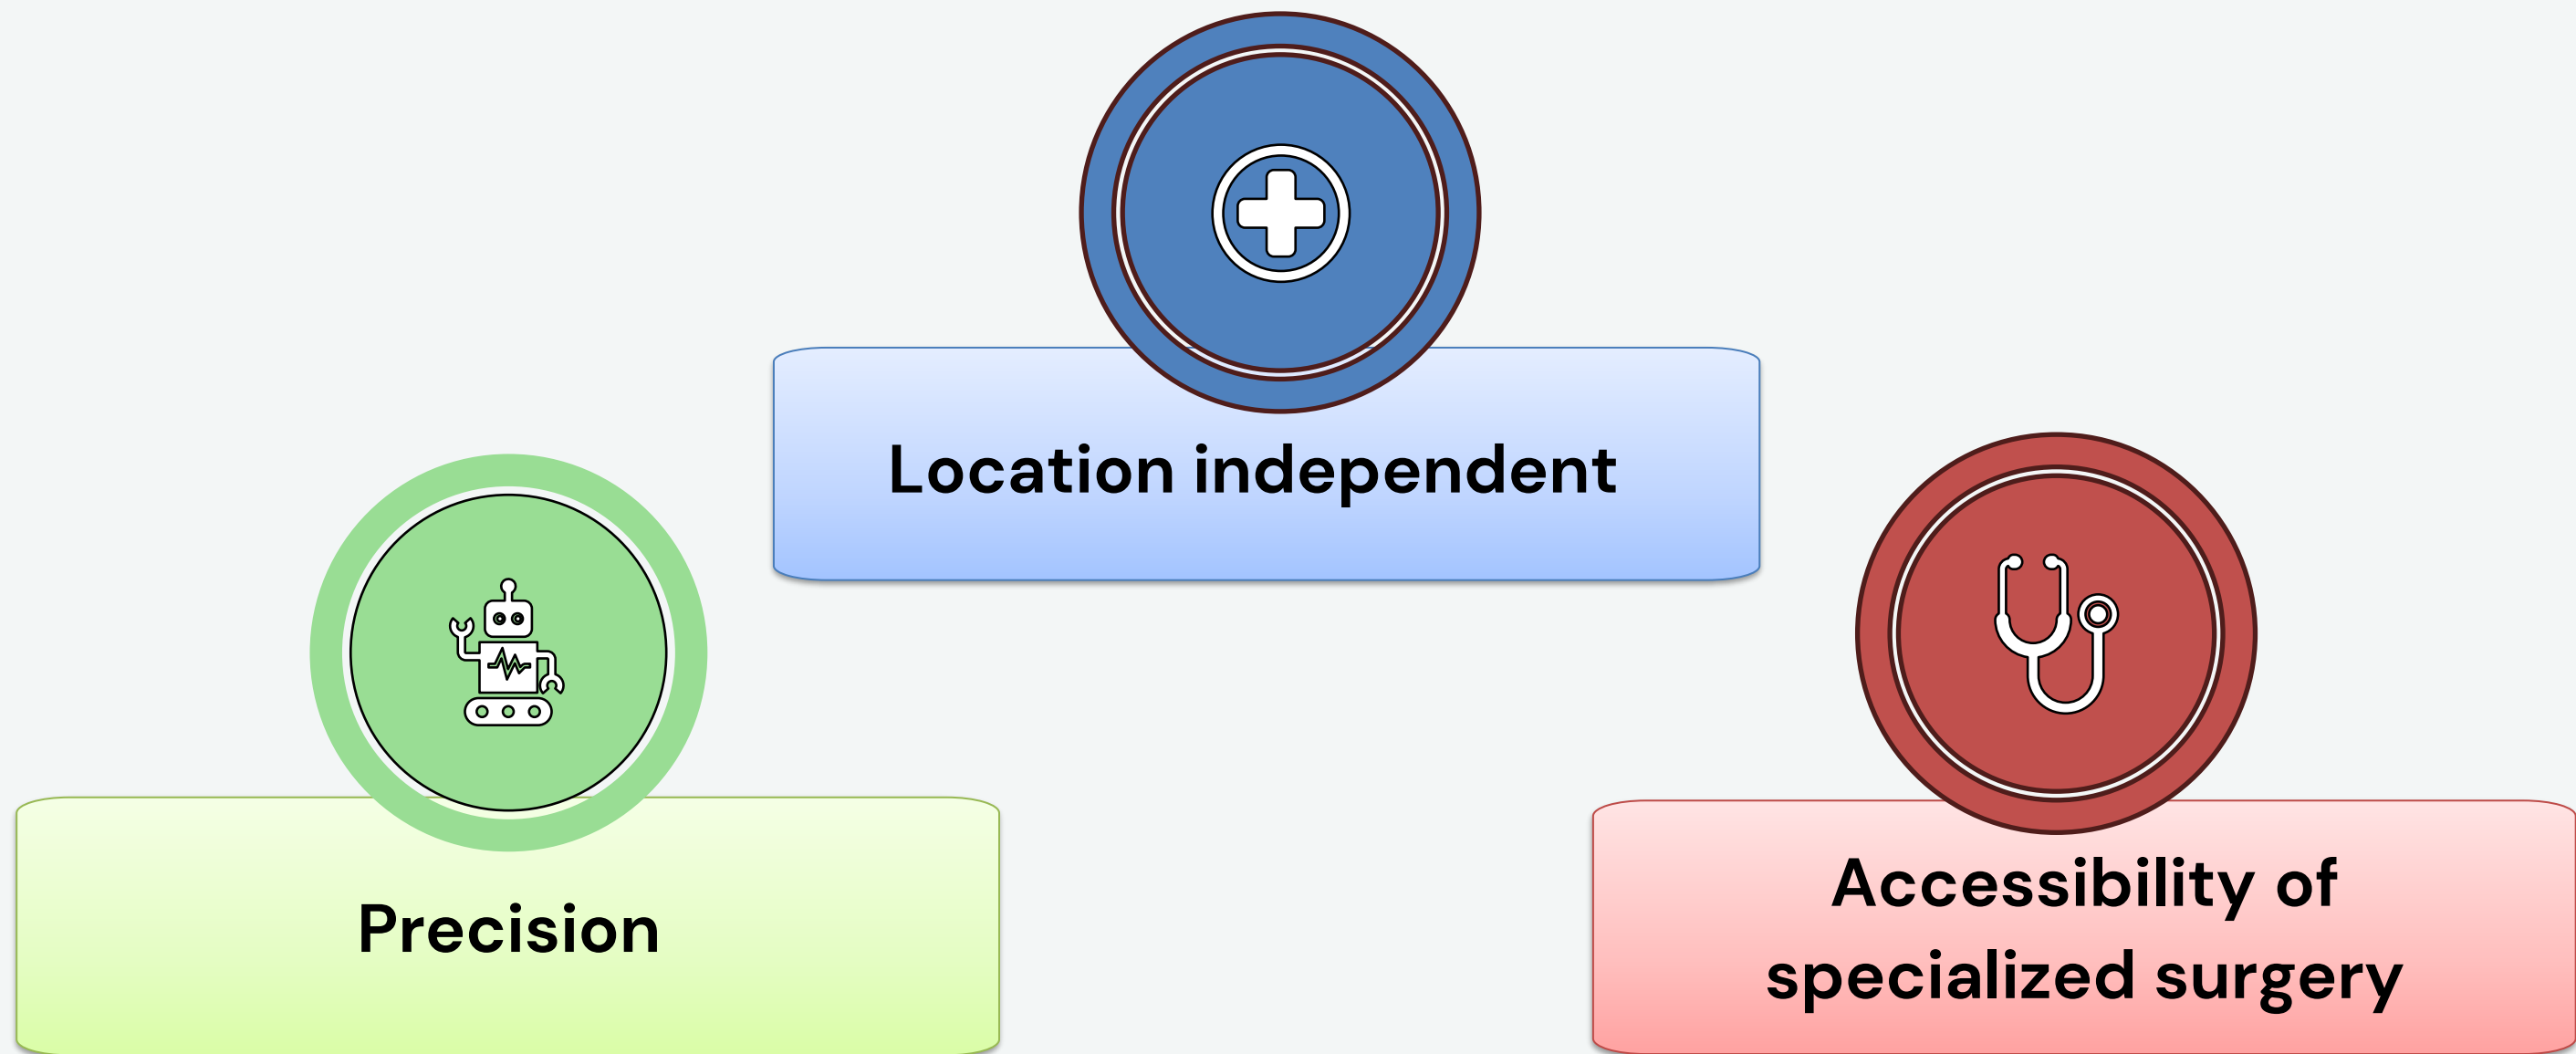 Location independent
Precision
Accessibility of
specialized surgery